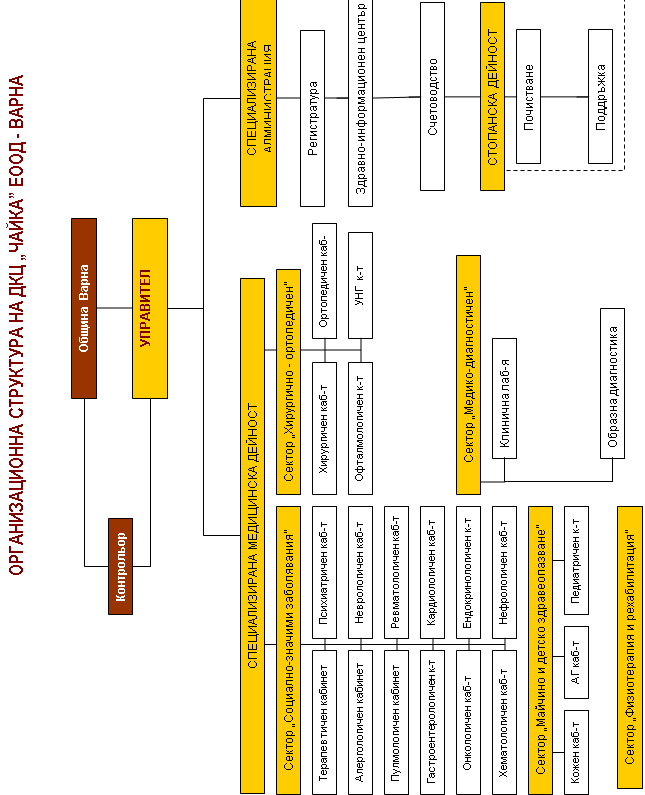 ОРГАНИЗАЦИОННА СТРУКТУРА НА ДКЦ „ЧАЙКА” ЕООД - ВАРНА
Община Варна
Контрольор
УПРАВИТЕЛ
СПЕЦИАЛИЗИРАНА МЕДИЦИНСКА ДЕЙНОСТ
СПЕЦИАЛИЗИРАНА
АДМИНИСТРАЦИЯ
Сектор „Социално-значими заболявания”
Терапевтичен кабинет
Психиатричен каб-т
Алергологичен каб-т
Неврологичен каб-т
Пулмологичен кабинет
Ревматологичен каб-т
Гастроентерологичен к-т
Кардиологичен каб-т
Онкологичен каб-т
Ендокринологичен к-т
Хематологичен каб-т
Нефрологичен каб-т
Сектор „Майчино и детско здравеопазване”
Кожен каб-т
АГ каб-т
Педиатричен к-т
Сектор „Физиотерапия и рехабилитация”
Сектор „Хирургично - ортопедичен”
Хирургичен каб-т
Ортопедичен каб-
Офталмологичен к-т
УНГ к-т
Сектор „Медико-диагностичен”
Клинична лаб-я
Образна диагностика
Регистратура
Здравно-информационен център
Счетоводство
СТОПАНСКА ДЕЙНОСТ
Почистване
Поддръжка